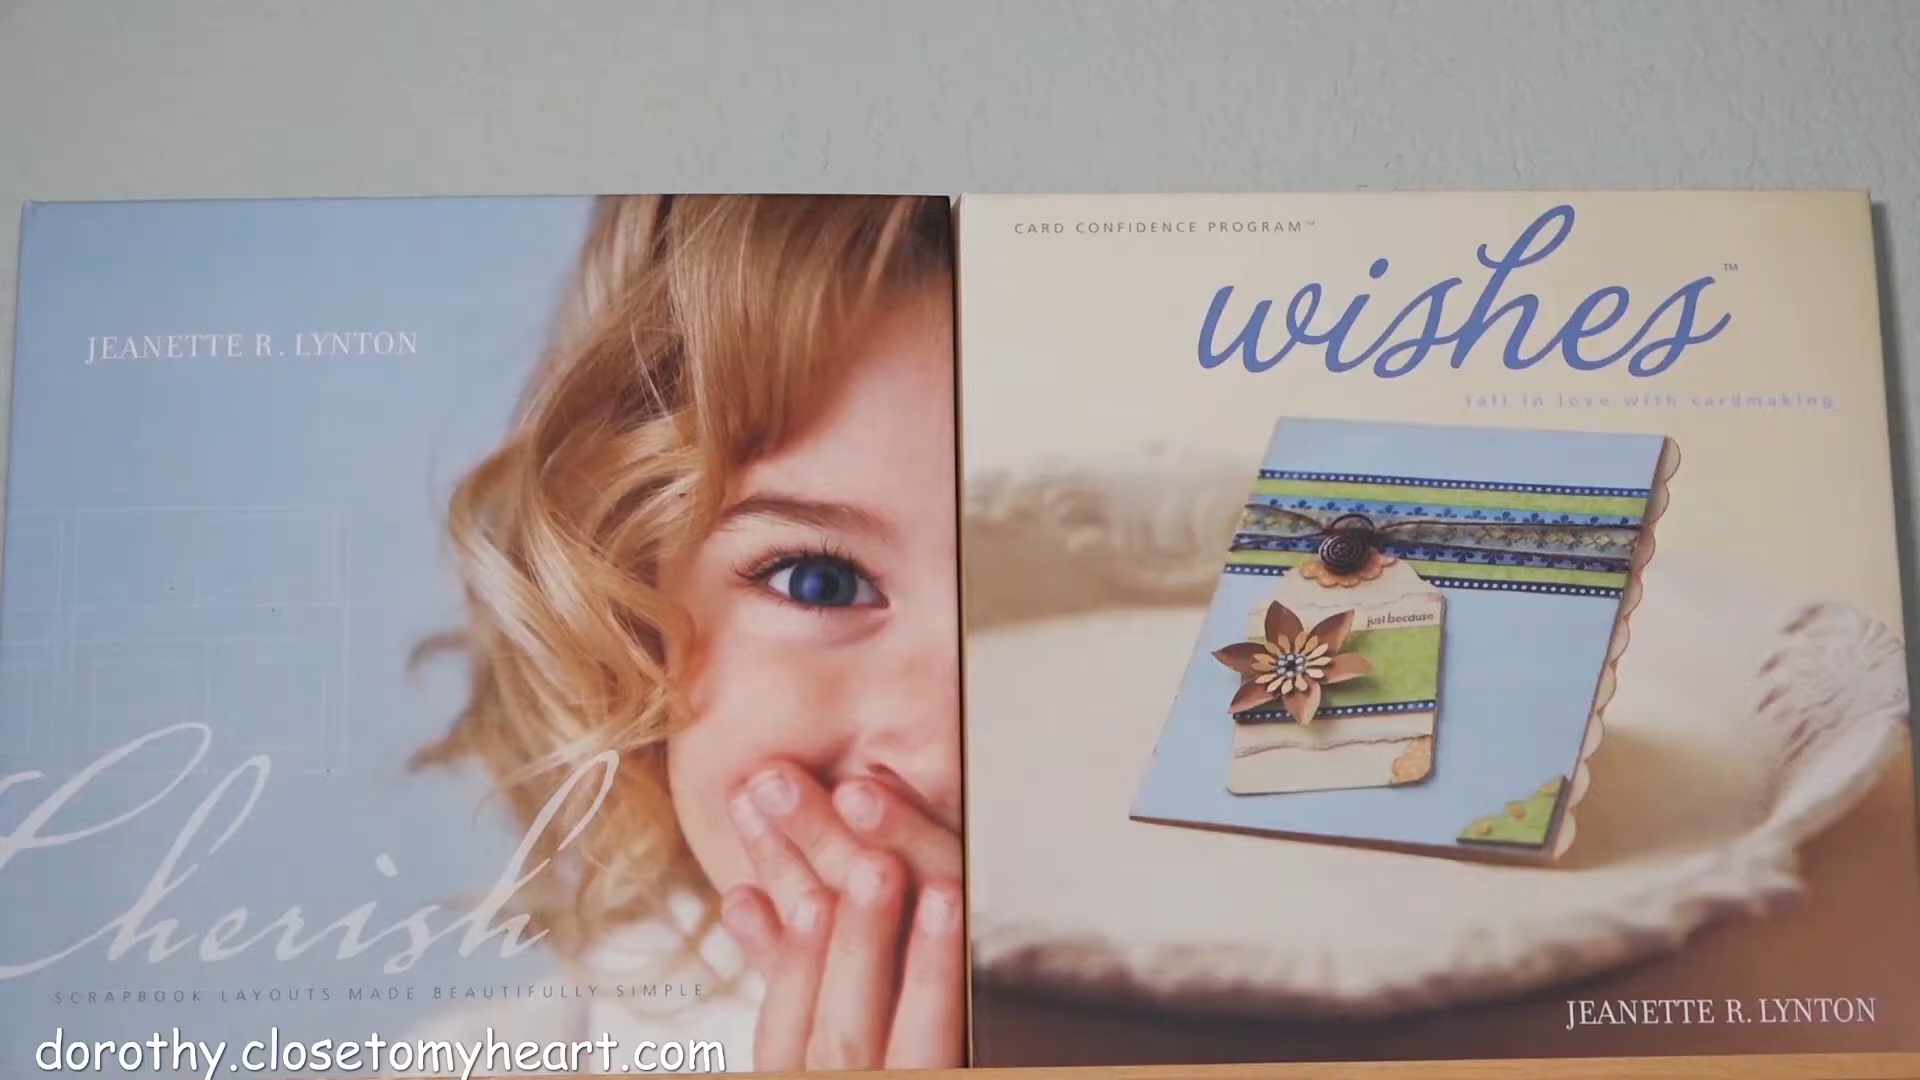 JEANETTE R. LYNTON
Cherish
SCRAPBOOK LAYOUTS MADE BEAUTIFULLY SIMPLE
CARD CONFIDENCE PROGRAM™
wishes™
fall in love with cardmaking
just because
JEANETTE R. LYNTON
dorothy.closetomyheart.com